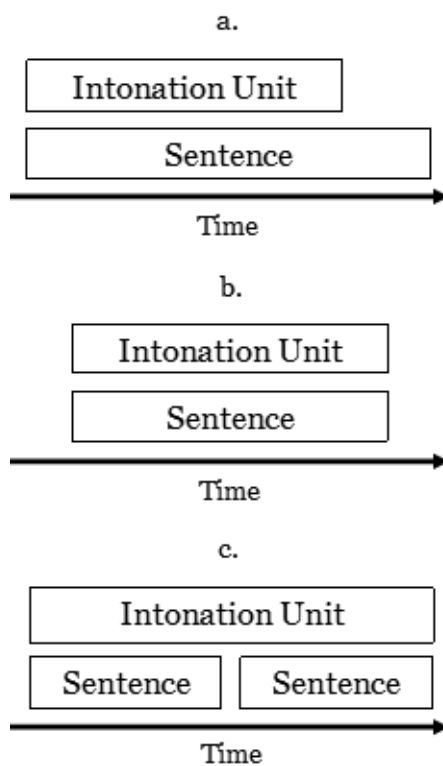 a.
Intonation Unit
Sentence
Time
b.
Intonation Unit
Sentence
Time
c.
Intonation Unit
Sentence Sentence
Time